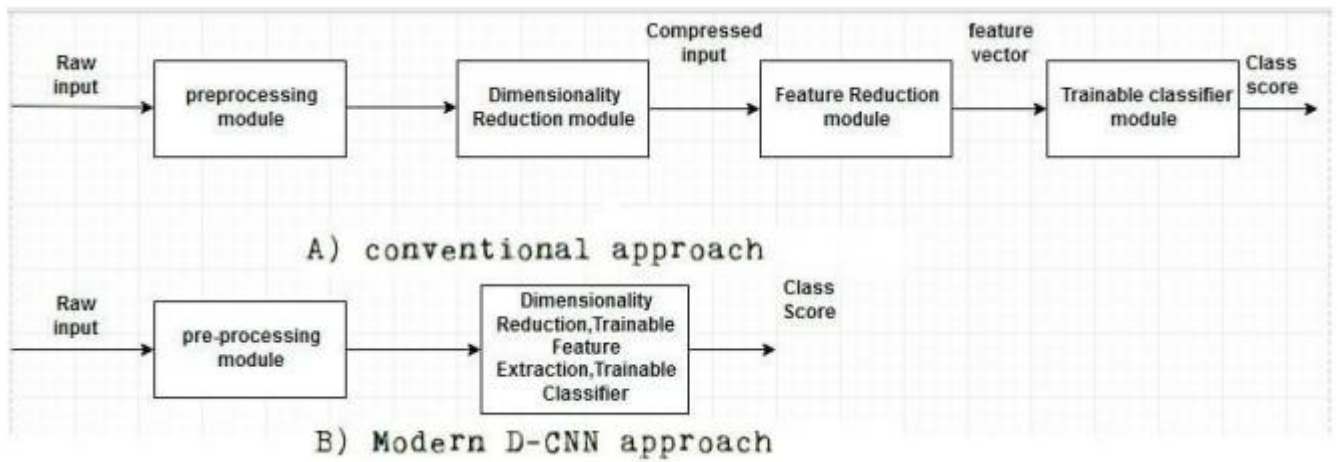 Raw
input
preprocessing
module
Dimensionality
Reduction module
Compressed
input
Feature Reduction
module
feature
vector
Trainable classifier
module
Class
score
A) conventional approach
Raw
input
pre-processing
module
Dimensionality
Reduction,Trainable
Feature
Extraction,Trainable
Classifier
Class
Score
B) Modern D-CNN approach